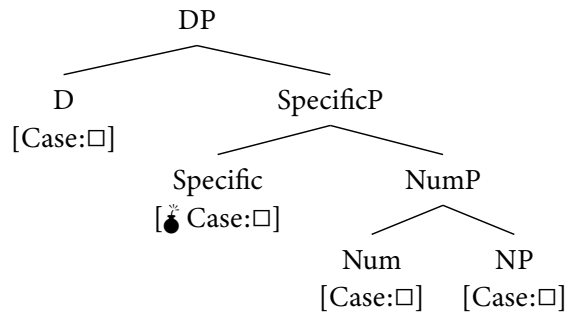 DP
D SpecificP
[Case:□]
Specific NumP
[💣Case:□]
Num NP
[Case:□] [Case:□]